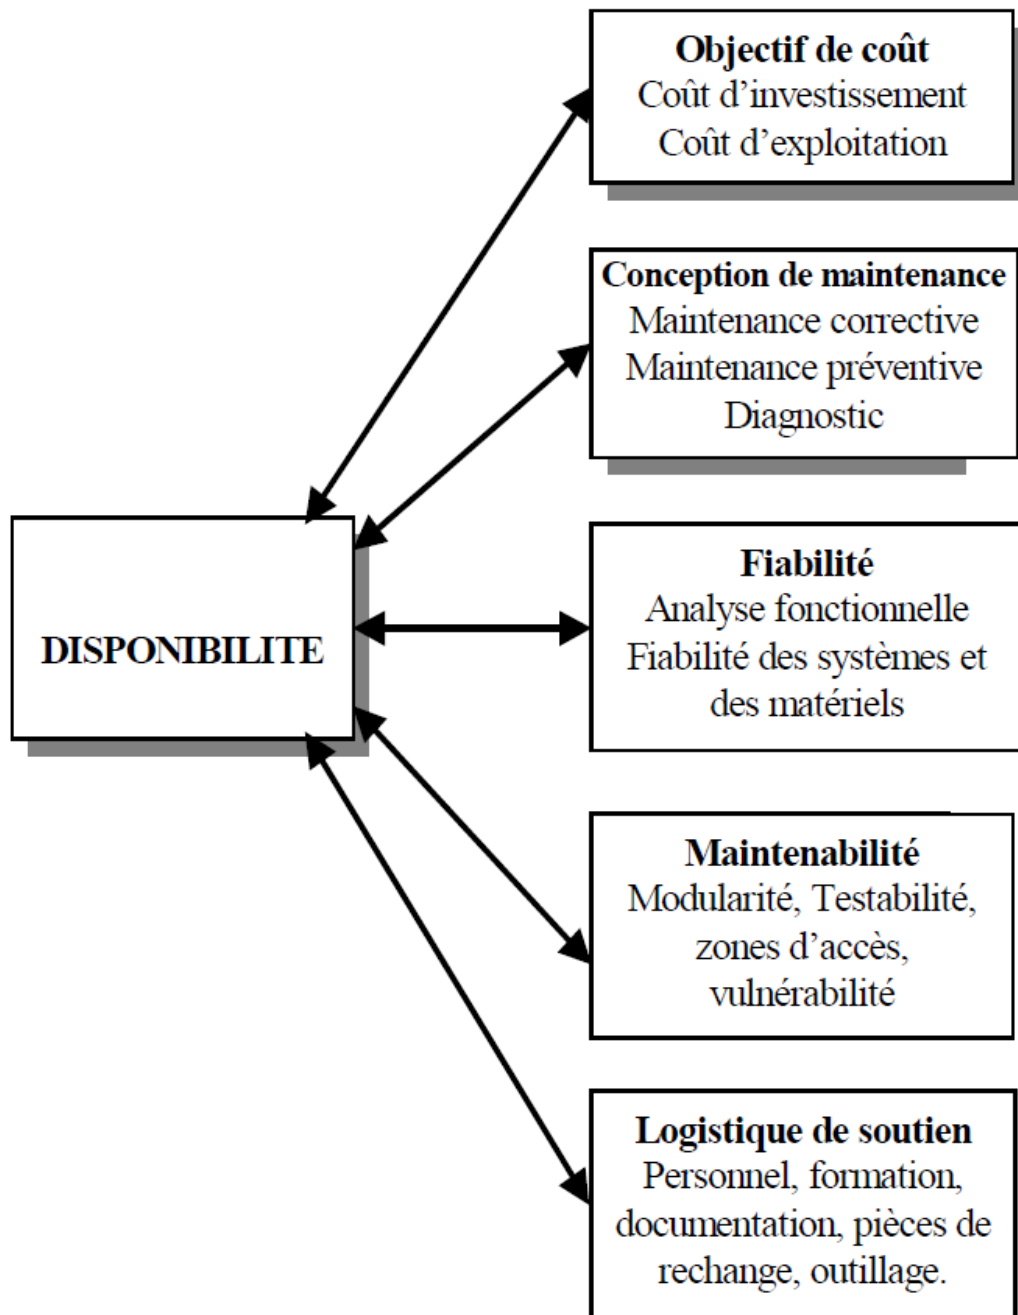 Objectif de coût
Coût d’investissement
Coût d’exploitation
Conception de maintenance
Maintenance corrective
Maintenance préventive
Diagnostic
DISPONIBILITE
Fiabilité
Analyse fonctionnelle
Fiabilité des systèmes et
des matériels
Maintenabilité
Modularité, Testabilité,
zones d’accès,
vulnérabilité
Logistique de soutien
Personnel, formation,
documentation, pièces de
rechange, outillage.